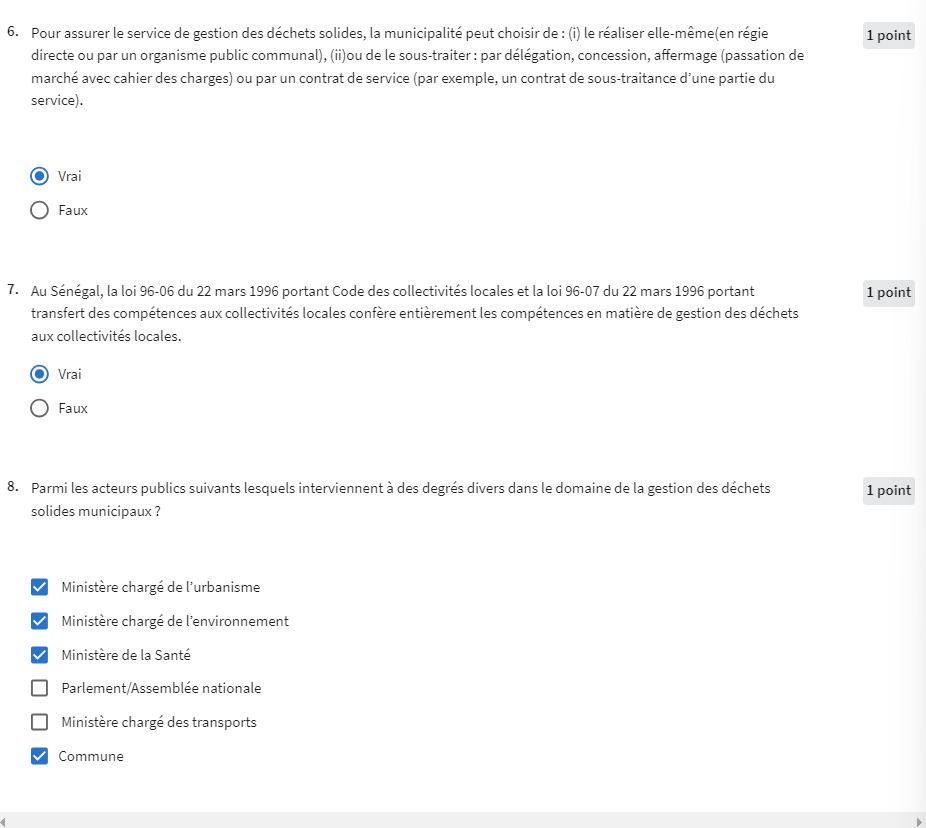 6. Pour assurer le service de gestion des déchets solides, la municipalité peut choisir de : (i) le réaliser elle-même(en régie
1 point
directe ou par un organisme public communal), (ii)ou de le sous-traiter : par délégation, concession, affermage (passation de
marché avec cahier des charges) ou par un contrat de service (par exemple, un contrat de sous-traitance d’une partie du
service).
Vrai
Faux
7. Au Sénégal, la loi 96-06 du 22 mars 1996 portant Code des collectivités locales et la loi 96-07 du 22 mars 1996 portant
1 point
transfert des compétences aux collectivités locales confère entièrement les compétences en matière de gestion des déchets
aux collectivités locales.
Vrai
Faux
8. Parmi les acteurs publics suivants lesquels interviennent à des degrés divers dans le domaine de la gestion des déchets
1 point
solides municipaux ?
Ministère chargé de l’urbanisme
Ministère chargé de l’environnement
Ministère de la Santé
Parlement/Assemblée nationale
Ministère chargé des transports
Commune